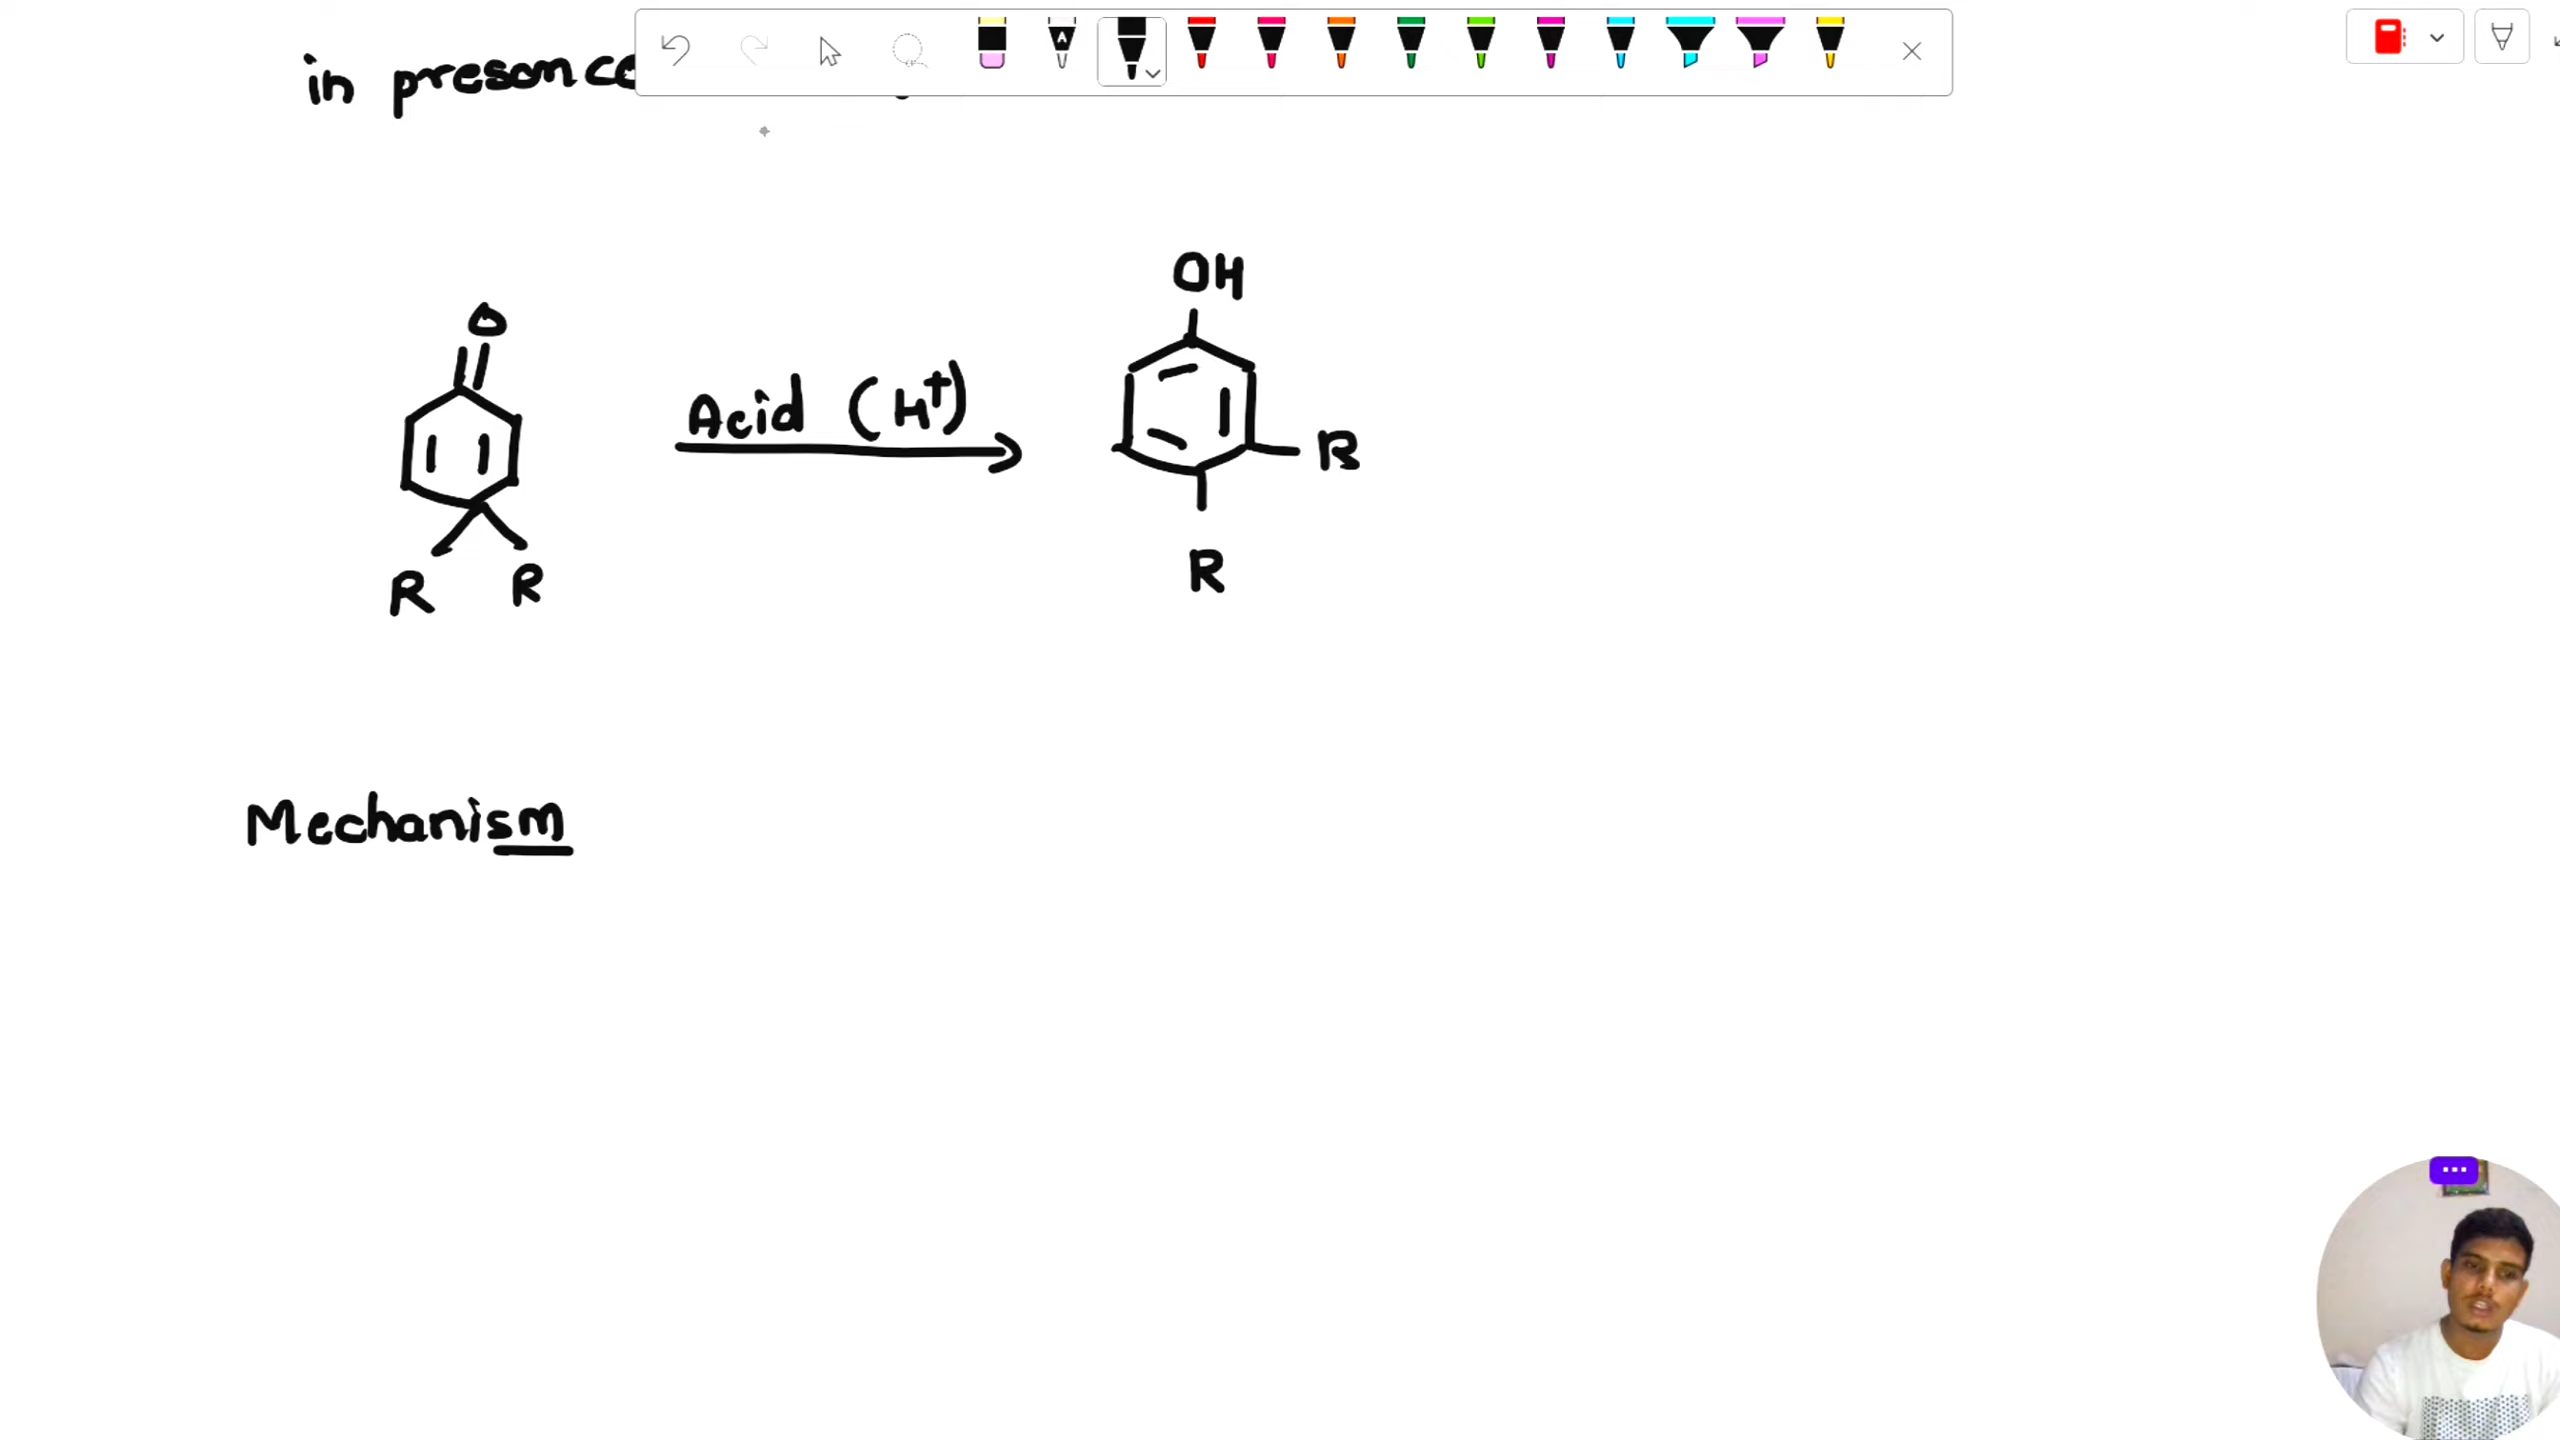 in presence
OH
O
Acid (H⁺)
R
R
R R
Mechanism